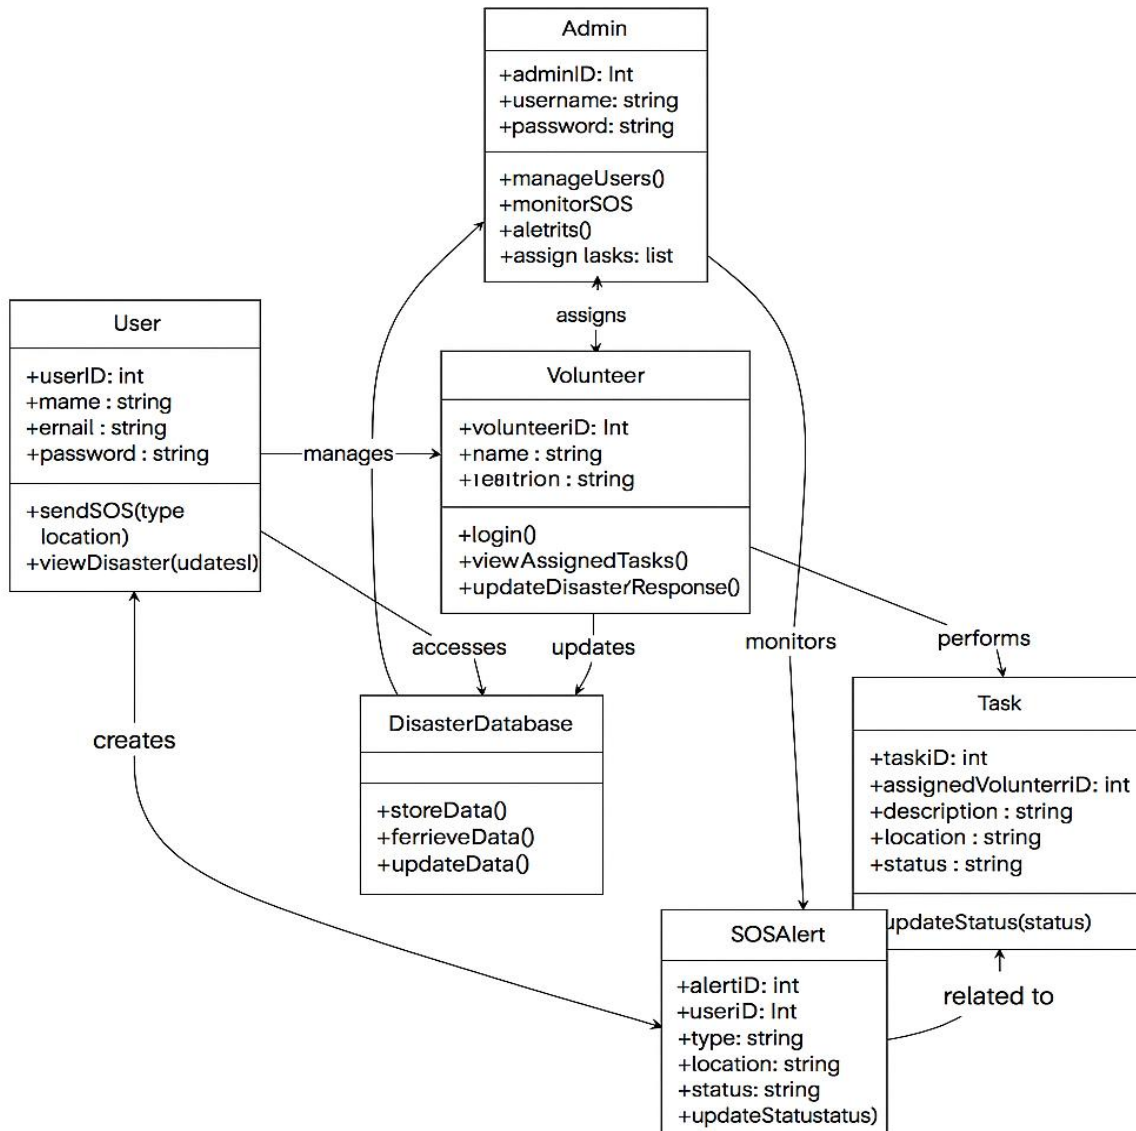 Admin
+adminID: Int
+username: string
+password: string
+manageUsers()
+monitorSOS
+aletrits()
+assign lasks: list
assigns
User
+userID: int
+mame : string
+ernail : string
+password : string
+sendSOS(type
location)
+viewDisaster(udatesI)
manages
Volunteer
+volunteeriD: Int
+name : string
+1e81trion : string
+login()
+viewAssignedTasks()
+updateDisasterResponse()
accesses
updates
monitors
performs
creates
DisasterDatabase
+storeData()
+ferrieveData()
+updateData()
Task
+taskiD: int
+assignedVolunterriD: int
+description : string
+location : string
+status : string
updateStatus(status)
SOSAlert
+alertiD: int
+useriD: Int
+type: string
+location: string
+status: string
+updateStatustatus)
related to